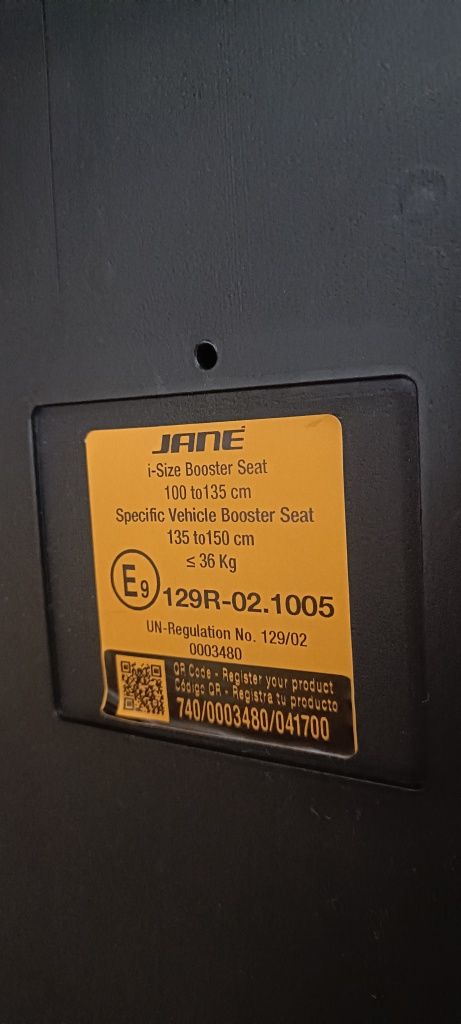 JANÉ
i-Size Booster Seat
100 to135 cm
Specific Vehicle Booster Seat
135 to150 cm
≤ 36 Kg
E9 129R-02.1005
UN-Regulation No. 129/02
0003480
QR Code - Register your product
Código QR - Registra tu producto
740/0003480/041700